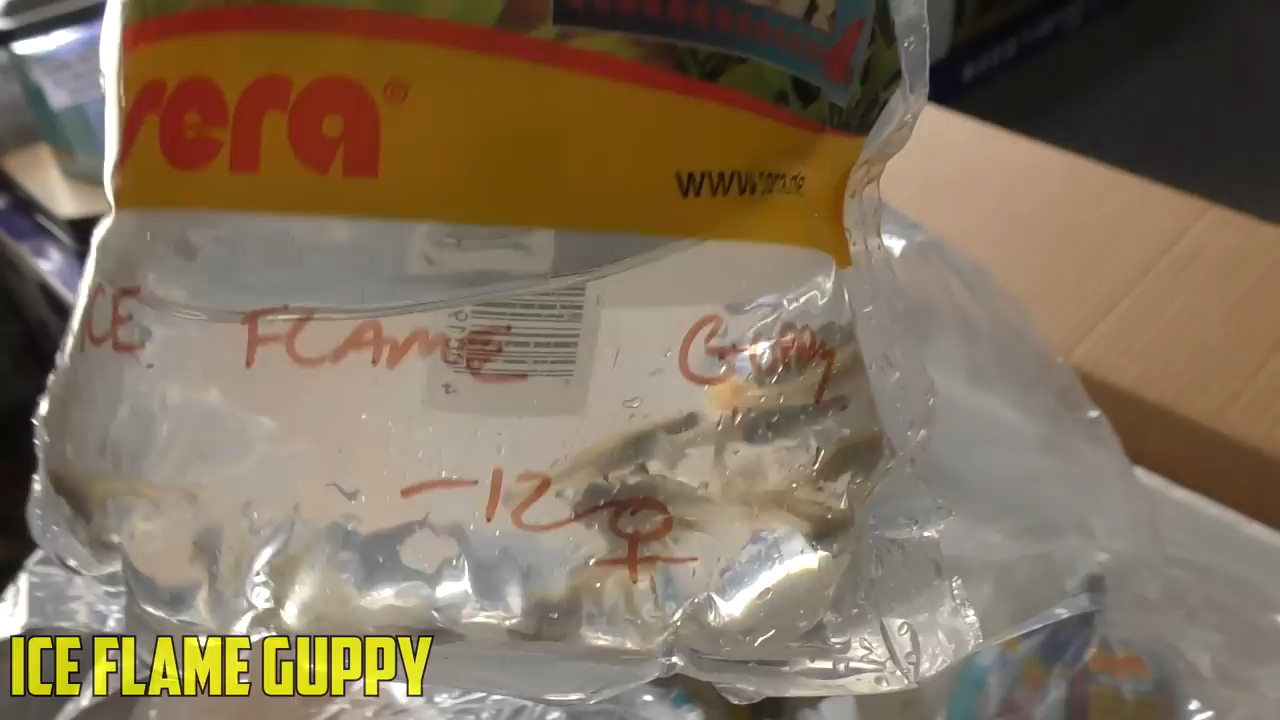 sera®
www.sera.de
ICE FLAME GUPPY
-12 ♀
ICE FLAME GUPPY